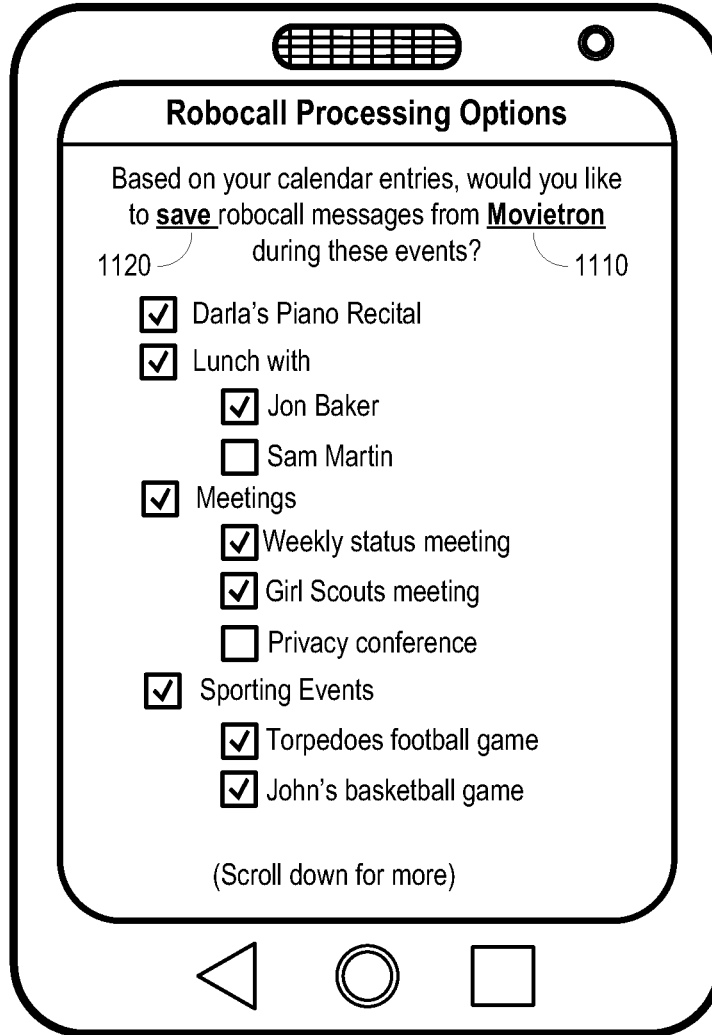 Robocall Processing Options
Based on your calendar entries, would you like
to save robocall messages from Movietron
during these events?
1120
1110
Darla's Piano Recital
Lunch with
Jon Baker
Sam Martin
Meetings
Weekly status meeting
Girl Scouts meeting
Privacy conference
Sporting Events
Torpedoes football game
John's basketball game
(Scroll down for more)